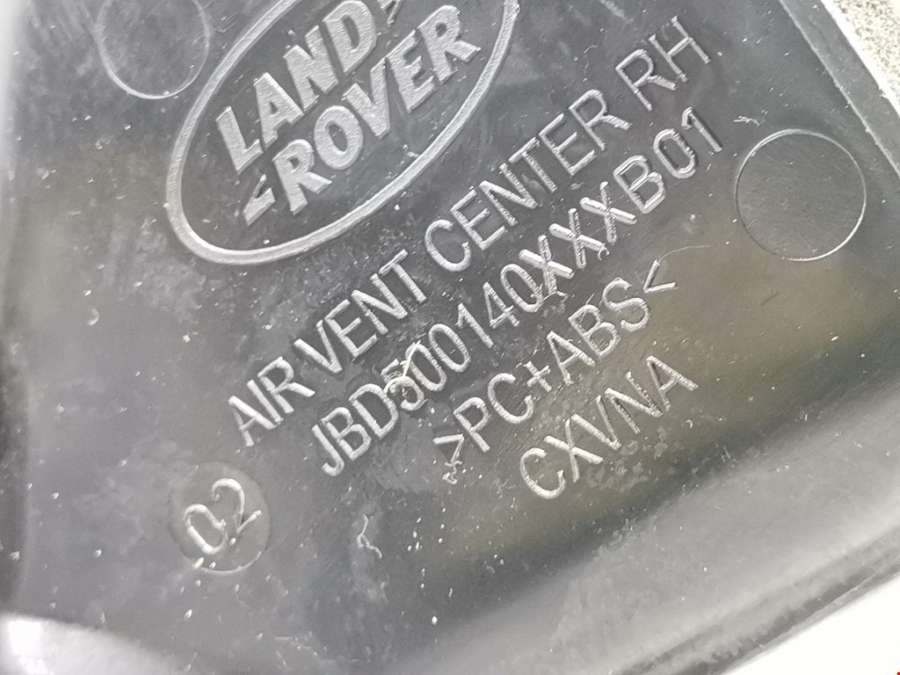 LAND
ROVER
AIR VENT CENTER RH
JBD500140XXXB01
>PC+ABS<
CXVNA
02